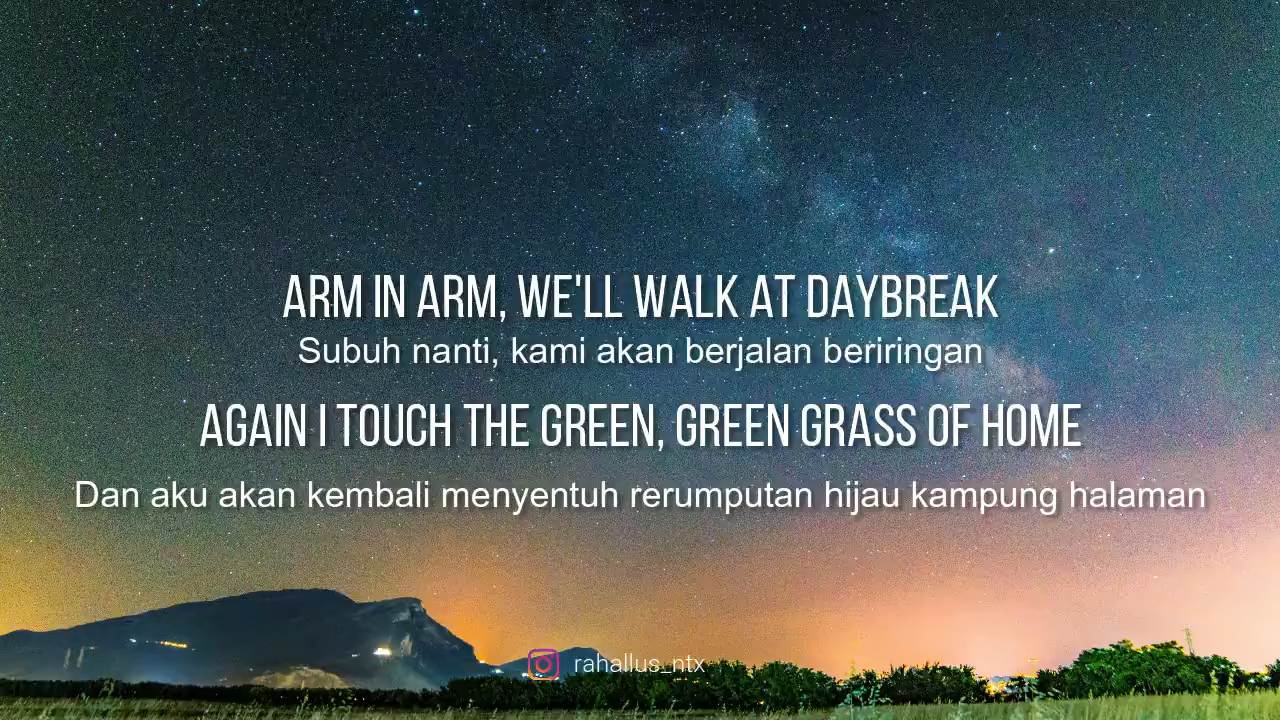 ARM IN ARM, WE'LL WALK AT DAYBREAK
Subuh nanti, kami akan berjalan beriringan
AGAIN I TOUCH THE GREEN, GREEN GRASS OF HOME
Dan aku akan kembali menyentuh rerumputan hijau kampung halaman
rahallus_ntx